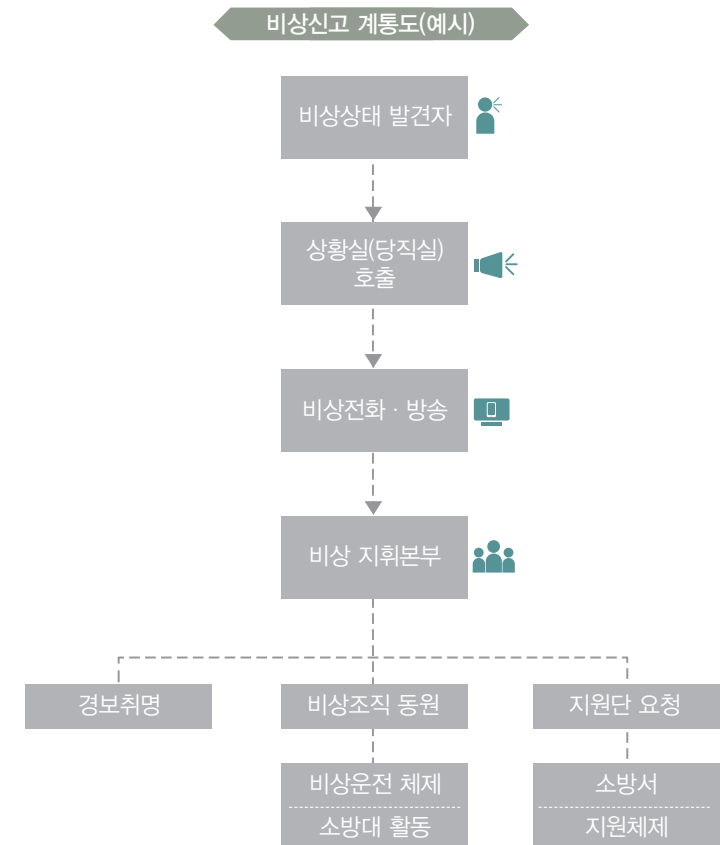 비상신고 계통도(예시)
비상상태 발견자
상황실(당직실)
호출
비상전화 · 방송
비상 지휘본부
경보취명
비상조직 동원
지원단 요청
비상운전 체제
소방대 활동
소방서
지원체제